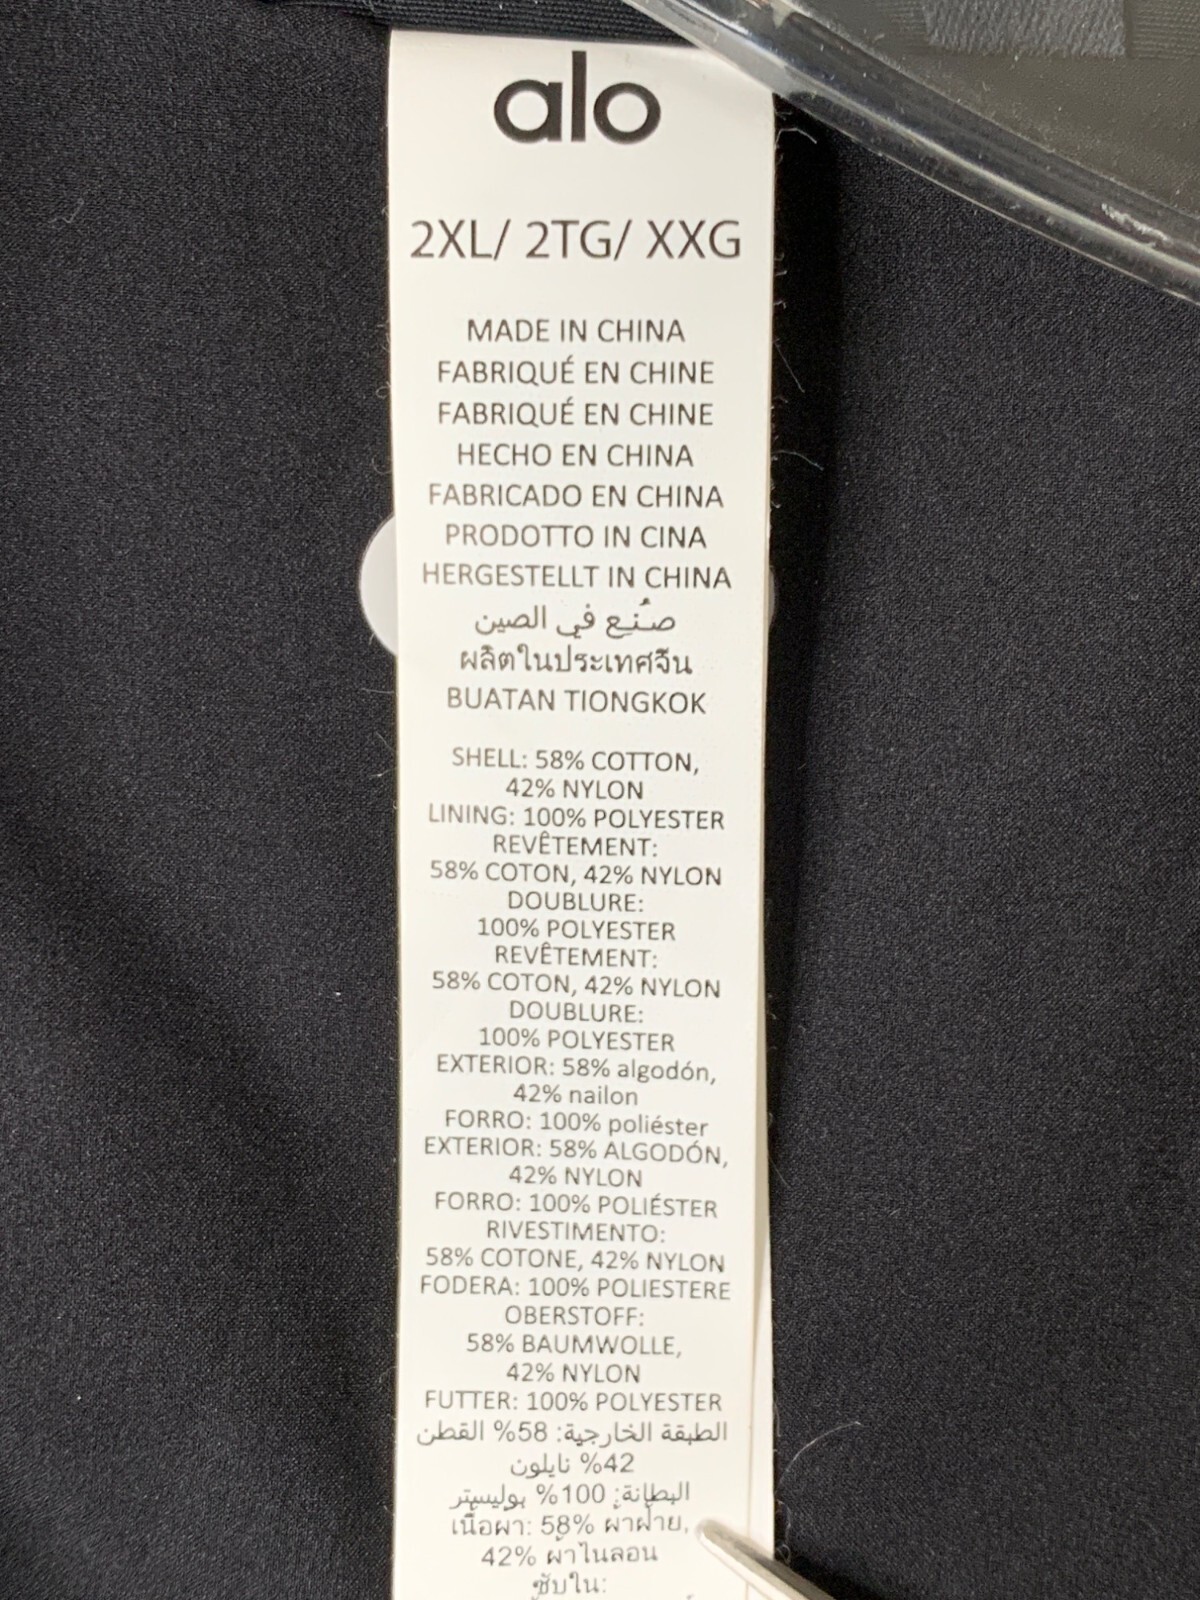 alo
2XL/ 2TG/ XXG
MADE IN CHINA
FABRIQUÉ EN CHINE
FABRIQUÉ EN CHINE
HECHO EN CHINA
FABRICADO EN CHINA
PRODOTTO IN CINA
HERGESTELLT IN CHINA
صُنِع في الصين
ผลิตในประเทศจีน
BUATAN TIONGKOK
SHELL: 58% COTTON,
42% NYLON
LINING: 100% POLYESTER
REVÊTEMENT:
58% COTON, 42% NYLON
DOUBLURE:
100% POLYESTER
REVÊTEMENT:
58% COTON, 42% NYLON
DOUBLURE:
100% POLYESTER
EXTERIOR: 58% algodón,
42% nailon
FORRO: 100% poliéster
EXTERIOR: 58% ALGODÓN,
42% NYLON
FORRO: 100% POLIÉSTER
RIVESTIMENTO:
58% COTONE, 42% NYLON
FODERA: 100% POLIESTERE
OBERSTOFF:
58% BAUMWOLLE,
42% NYLON
FUTTER: 100% POLYESTER
الطبقة الخارجية: 58% القطن
42% نايلون
البطانة: 100% بوليستر
เนื้อผ้า: 58% ผ้าฝ้าย,
42% ผ้าไนลอน
ซับใน: